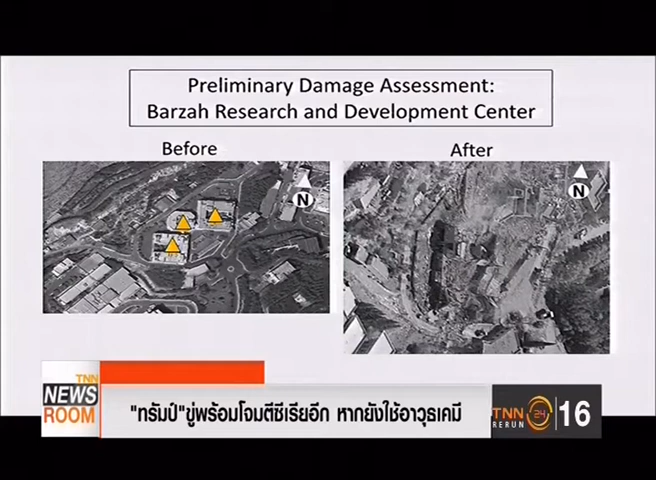 Preliminary Damage Assessment:
Barzah Research and Development Center
Before
After
N
N
TNN
NEWS
ROOM
"ทรัมป์"ขู่พร้อมโจมตีซีเรียอีก หากยังใช้อาวุธเคมี
TNN 24
RERUN
16